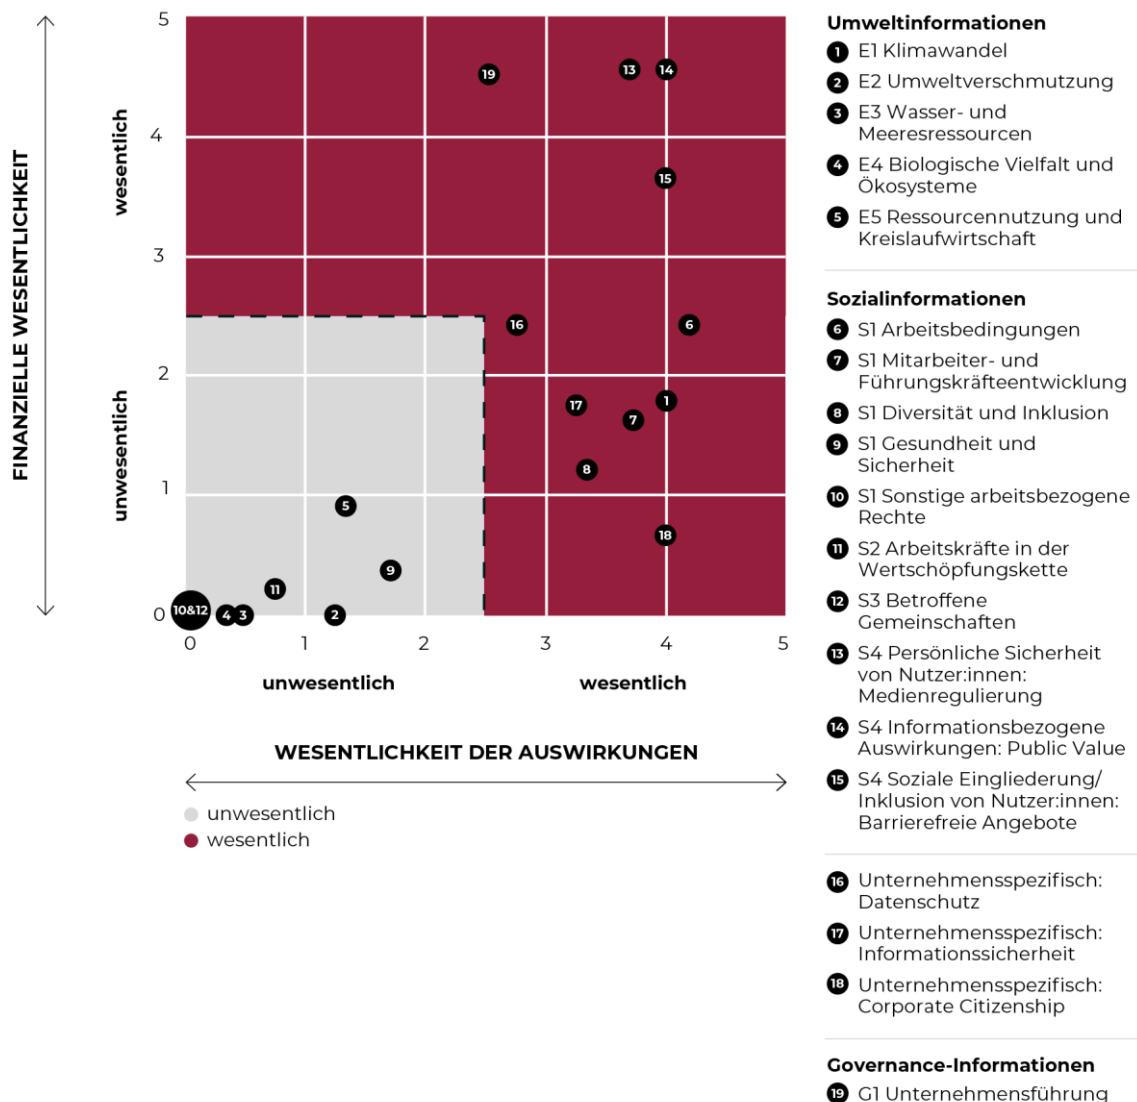 FINANZIELLE WESENTLICHKEIT
wesentlich
unwesentlich
5
4
3
2
1
0
19
13
14
15
16
6
17
1
7
8
18
5
9
11
10&12
4
3
2
0
1
2
3
4
5
unwesentlich
wesentlich
WESENTLICHKEIT DER AUSWIRKUNGEN
unwesentlich
wesentlich
Umweltinformationen
1 E1 Klimawandel
2 E2 Umweltverschmutzung
3 E3 Wasser- und
Meeresressourcen
4 E4 Biologische Vielfalt und
Ökosysteme
5 E5 Ressourcennutzung und
Kreislaufwirtschaft
Sozialinformationen
6 S1 Arbeitsbedingungen
7 S1 Mitarbeiter- und
Führungskräfteentwicklung
8 S1 Diversität und Inklusion
9 S1 Gesundheit und
Sicherheit
10 S1 Sonstige arbeitsbezogene
Rechte
11 S2 Arbeitskräfte in der
Wertschöpfungskette
12 S3 Betroffene
Gemeinschaften
13 S4 Persönliche Sicherheit
von Nutzer:innen:
Medienregulierung
14 S4 Informationsbezogene
Auswirkungen: Public Value
15 S4 Soziale Eingliederung/
Inklusion von Nutzer:innen:
Barrierefreie Angebote
16 Unternehmensspezifisch:
Datenschutz
17 Unternehmensspezifisch:
Informationssicherheit
18 Unternehmensspezifisch:
Corporate Citizenship
Governance-Informationen
19 G1 Unternehmensführung